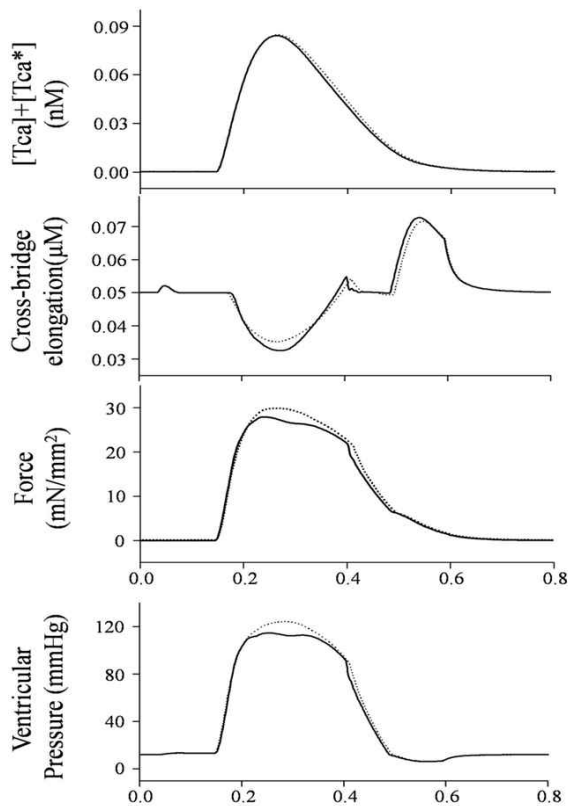 [Tca]+[Tca*]
(nM)
0.09
0.06
0.03
0.00
Cross-bridge
elongation(μM)
0.07
0.06
0.05
0.04
0.03
Force
(mN/mm²)
30
20
10
0
0.0 0.2 0.4 0.6 0.8
Ventricular
Pressure (mmHg)
120
80
40
0
0.0 0.2 0.4 0.6 0.8